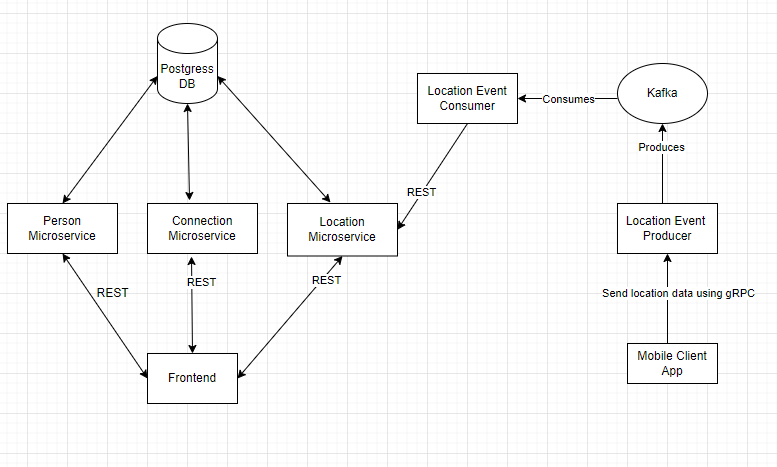 Postgress
DB
Location Event
Consumer
Consumes
Kafka
Produces
REST
Person
Microservice
Connection
Microservice
Location
Microservice
Location Event
Producer
REST
REST
REST
Send location data using gRPC
Frontend
Mobile Client
App